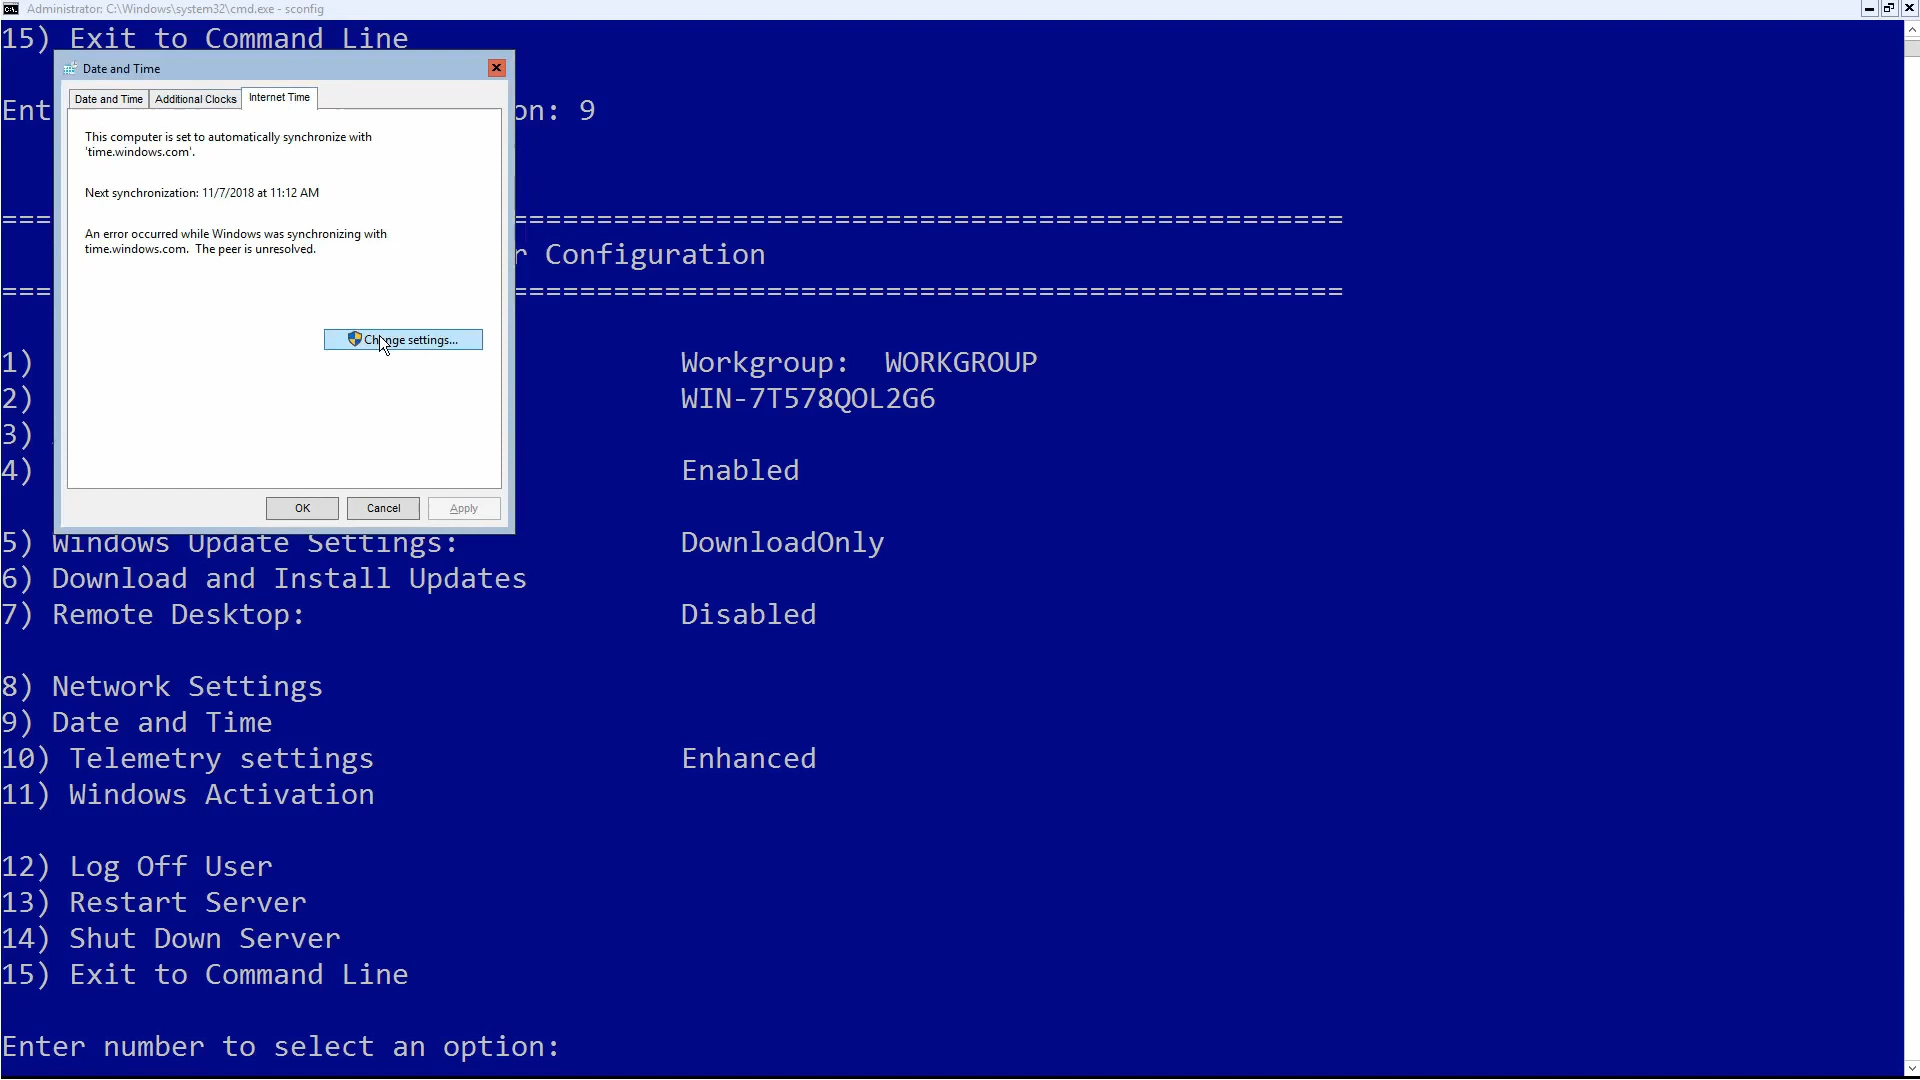 Administrator: C:\Windows\system32\cmd.exe - sconfig
15) Exit to Command Line
Date and Time
Date and Time Additional Clocks Internet Time
Ent on: 9
This computer is set to automatically synchronize with
'time.windows.com'.
Next synchronization: 11/7/2018 at 11:12 AM
===============================================================
An error occurred while Windows was synchronizing with
time.windows.com. The peer is unresolved.
r Configuration
===============================================================
Change settings...
1) Workgroup: WORKGROUP
2) WIN-7T578QOL2G6
3)
4) Enabled
OK Cancel Apply
5) Windows Update Settings: DownloadOnly
6) Download and Install Updates
7) Remote Desktop: Disabled
8) Network Settings
9) Date and Time
10) Telemetry settings Enhanced
11) Windows Activation
12) Log Off User
13) Restart Server
14) Shut Down Server
15) Exit to Command Line
Enter number to select an option: